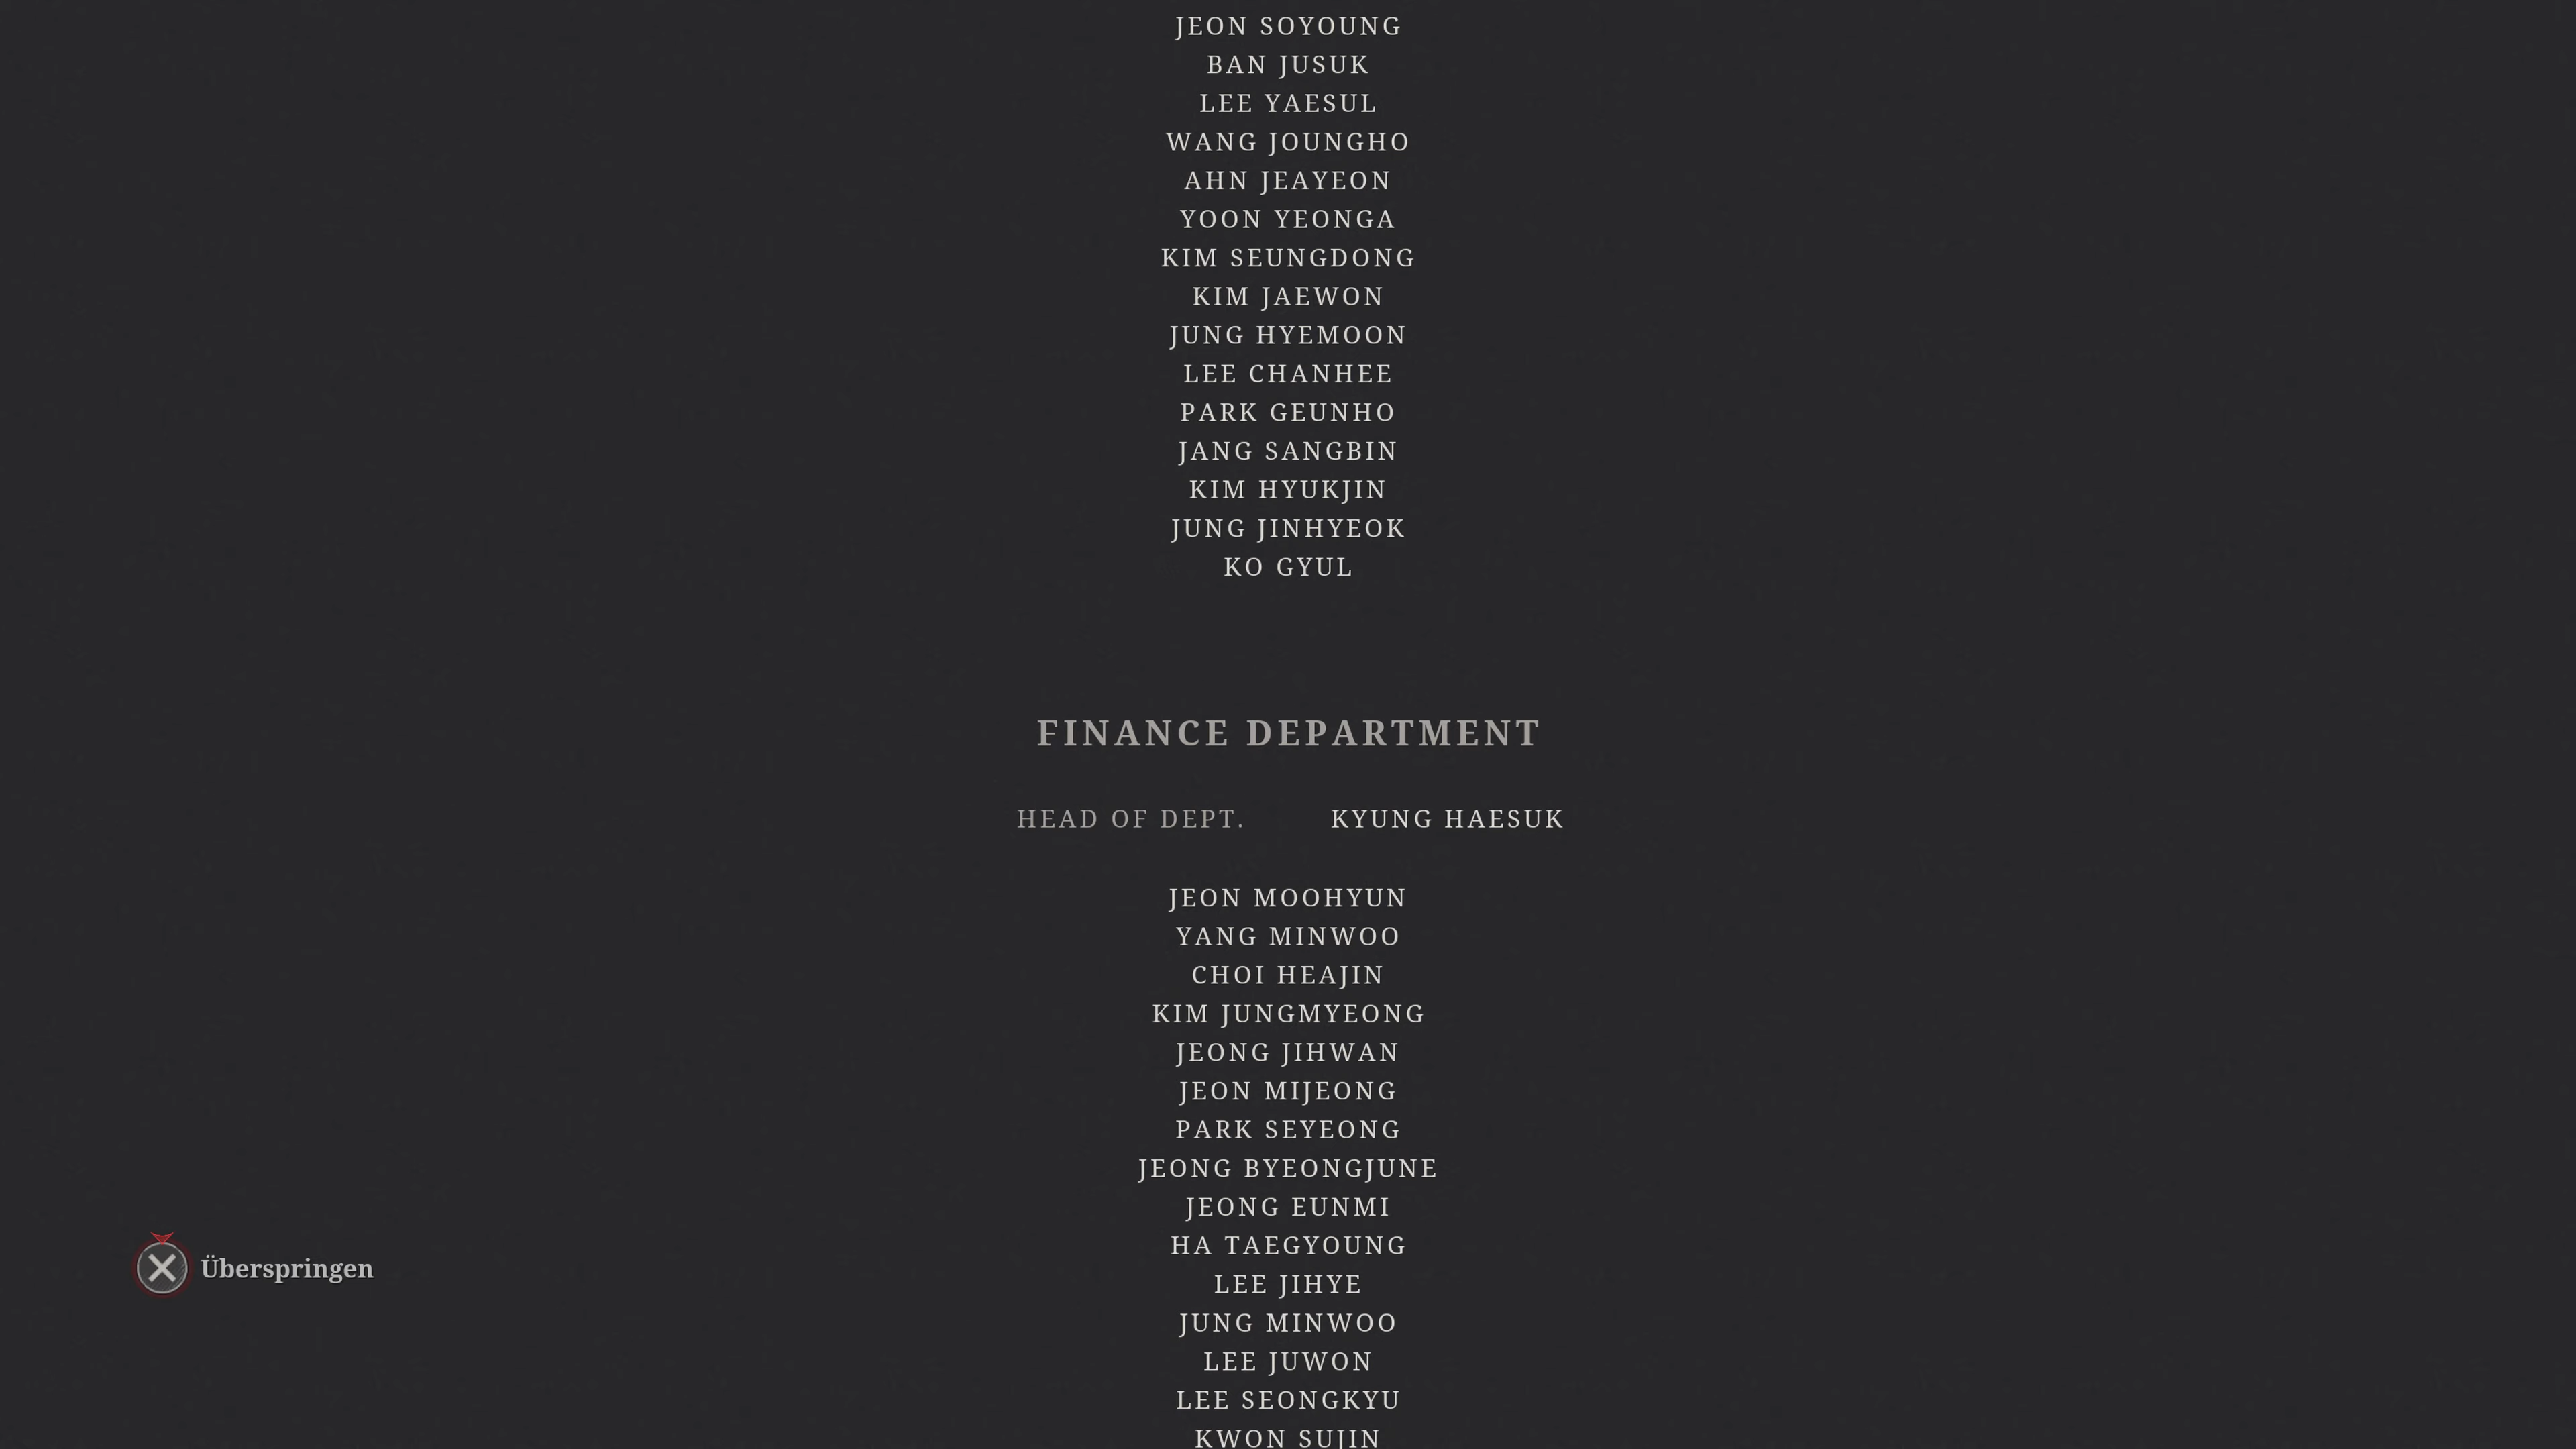 JEON SOYOUNG
BAN JUSUK
LEE YAESUL
WANG JOUNGHO
AHN JEAYEON
YOON YEONGA
KIM SEUNGDONG
KIM JAEWON
JUNG HYEMOON
LEE CHANHEE
PARK GEUNHO
JANG SANGBIN
KIM HYUKJIN
JUNG JINHYEOK
KO GYUL
FINANCE DEPARTMENT
HEAD OF DEPT. KYUNG HAESUK
JEON MOOHYUN
YANG MINWOO
CHOI HEAJIN
KIM JUNGMYEONG
JEONG JIHWAN
JEON MIJEONG
PARK SEYEONG
JEONG BYEONGJUNE
JEONG EUNMI
HA TAEGYOUNG
Überspringen
LEE JIHYE
JUNG MINWOO
LEE JUWON
LEE SEONGKYU
KWON SUJIN